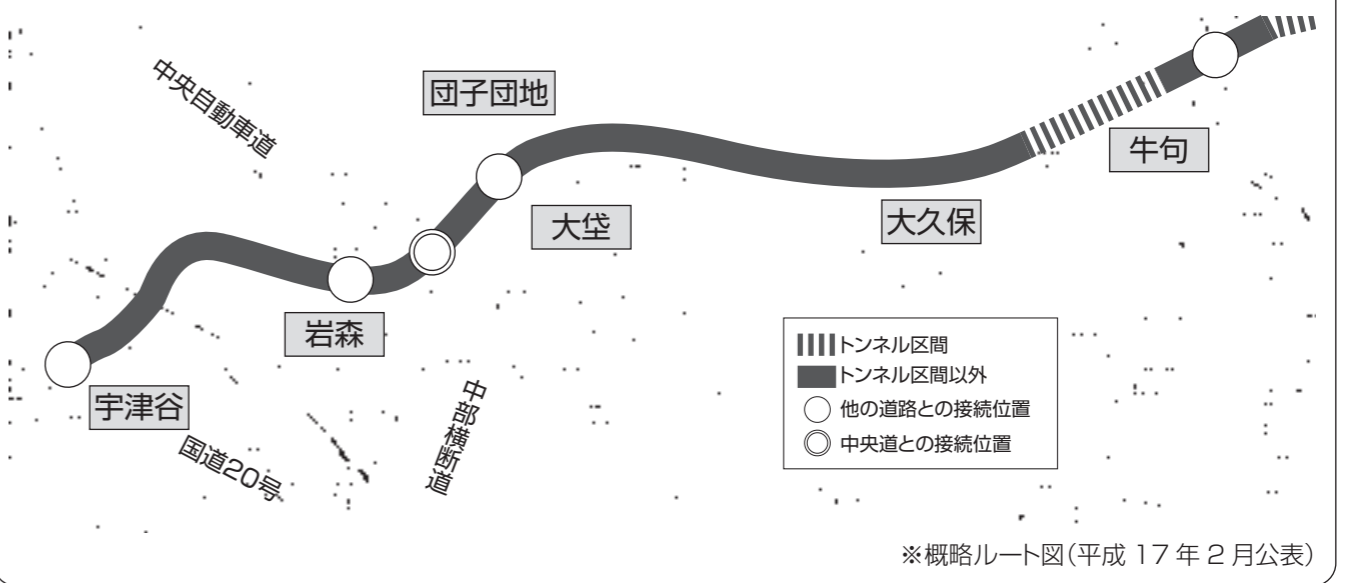 中央自動車道
団子団地
牛句
大垈
大久保
岩森
宇津谷
国道20号
中部横断道
トンネル区間
トンネル区間以外
他の道路との接続位置
中央道との接続位置
※概略ルート図(平成 17 年 2 月公表)